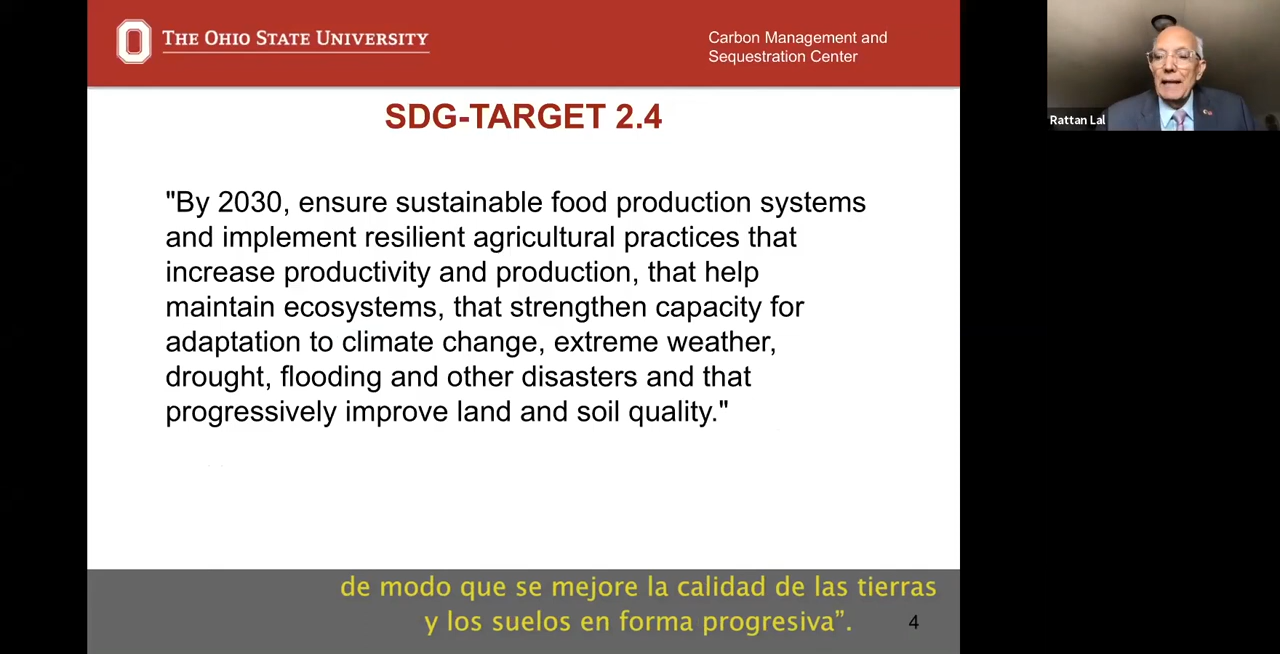 THE OHIO STATE UNIVERSITY
Carbon Management and
Sequestration Center
Rattan Lal
SDG-TARGET 2.4
"By 2030, ensure sustainable food production systems
and implement resilient agricultural practices that
increase productivity and production, that help
maintain ecosystems, that strengthen capacity for
adaptation to climate change, extreme weather,
drought, flooding and other disasters and that
progressively improve land and soil quality."
de modo que se mejore la calidad de las tierras
y los suelos en forma progresiva”.
4